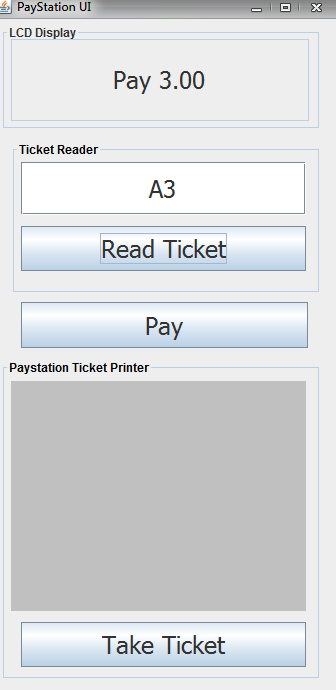 PayStation UI
LCD Display
Pay 3.00
Ticket Reader
A3
Read Ticket
Pay
Paystation Ticket Printer
Take Ticket